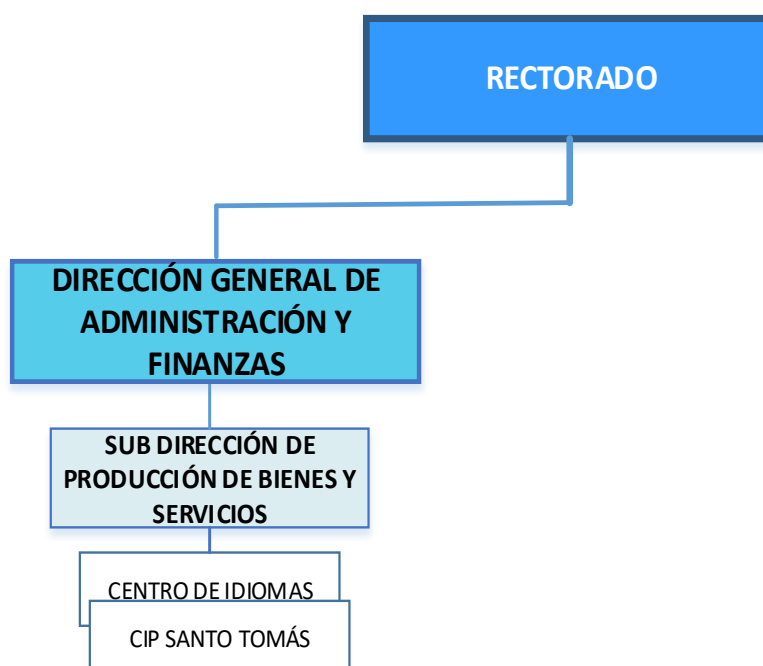 RECTORADO
DIRECCIÓN GENERAL DE
ADMINISTRACIÓN Y
FINANZAS
SUB DIRECCIÓN DE
PRODUCCIÓN DE BIENES Y
SERVICIOS
CENTRO DE IDIOMAS
CIP SANTO TOMÁS